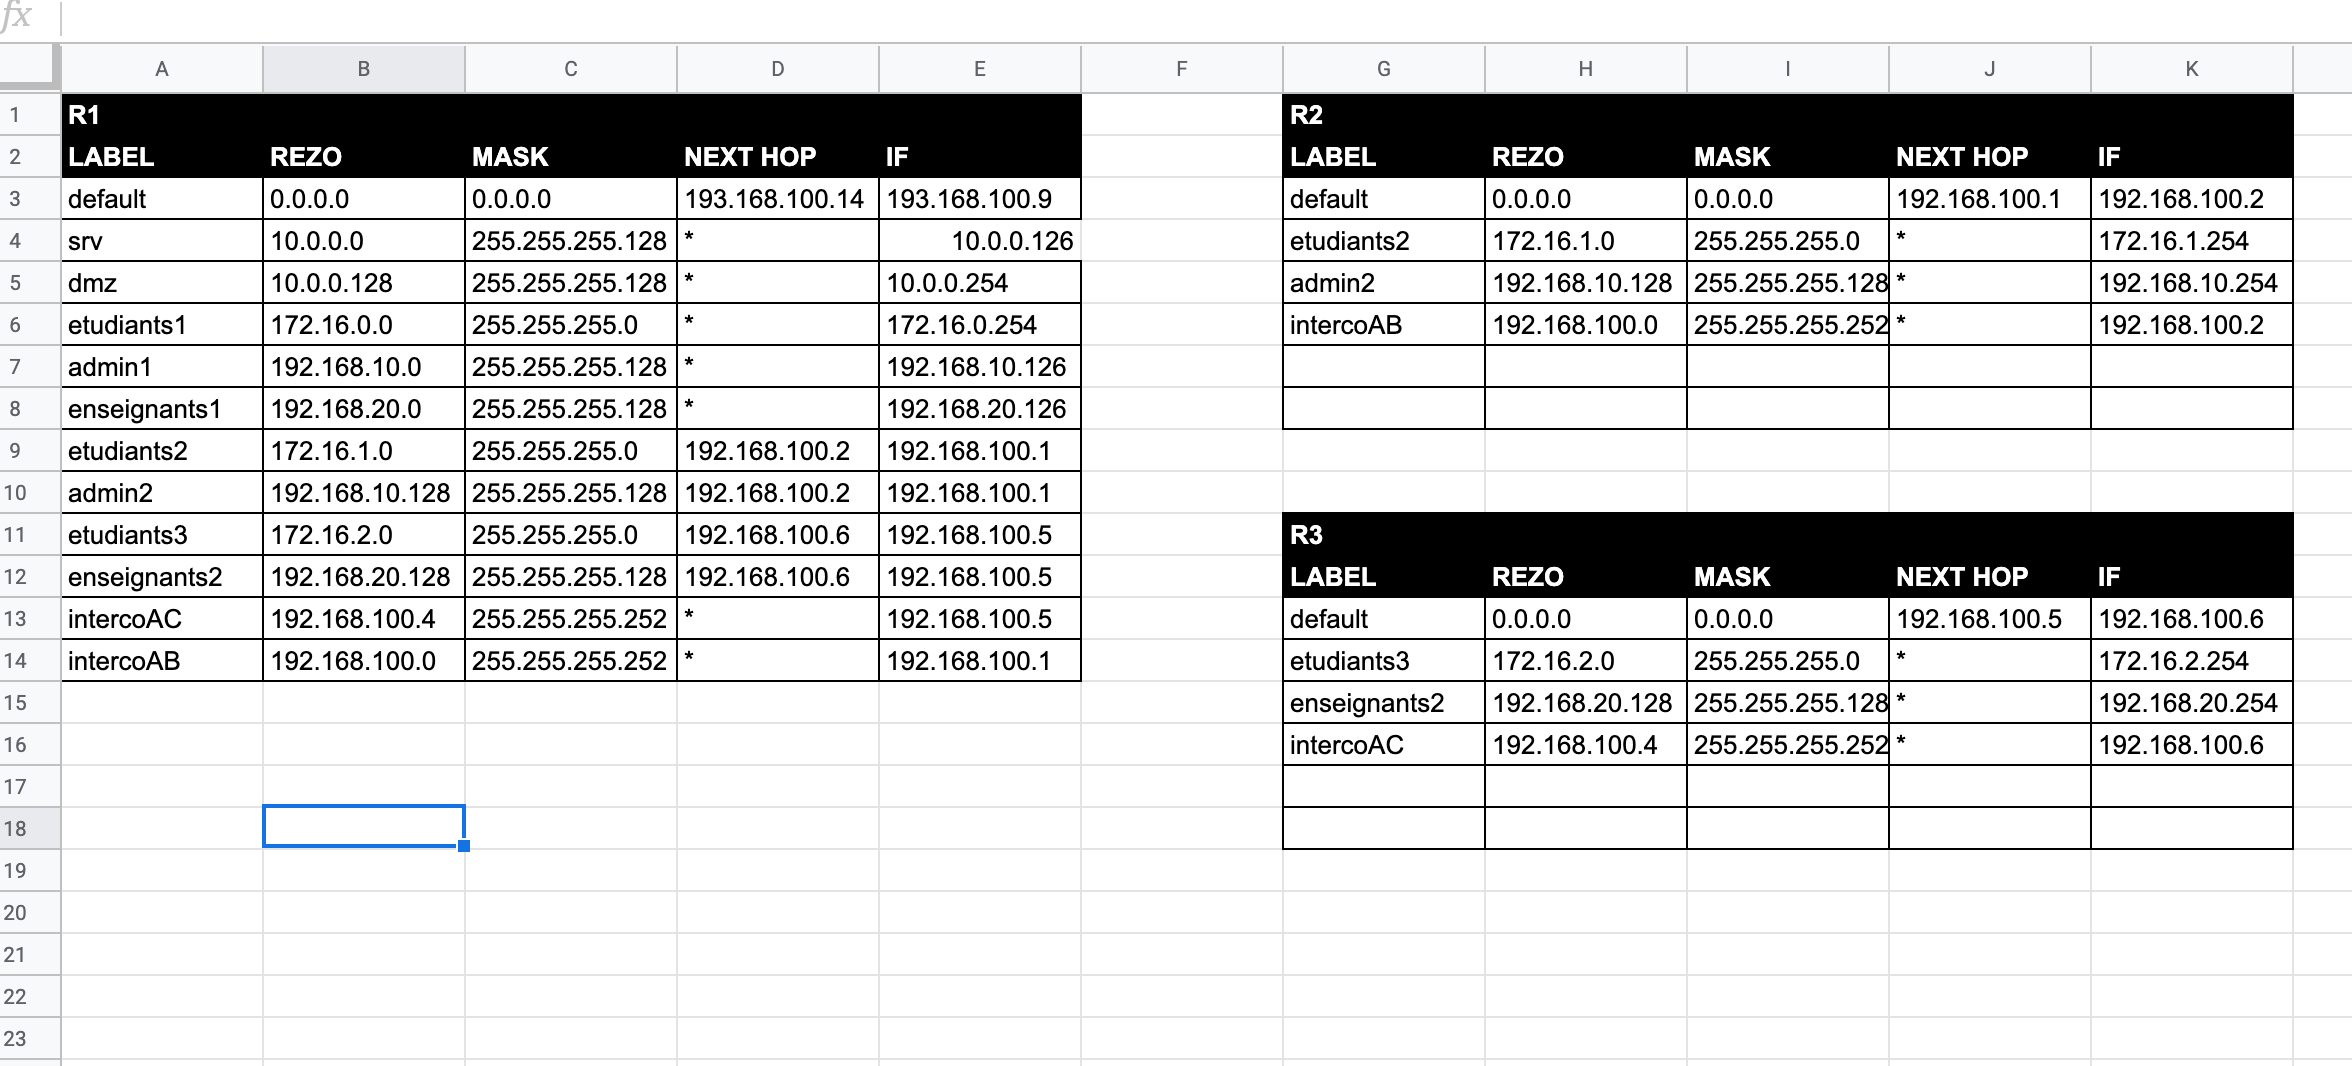 fx
A B C D E F G H I J K
1 R1 R2
2 LABEL REZO MASK NEXT HOP IF LABEL REZO MASK NEXT HOP IF
3 default 0.0.0.0 0.0.0.0 193.168.100.14 193.168.100.9 default 0.0.0.0 0.0.0.0 192.168.100.1 192.168.100.2
4 srv 10.0.0.0 255.255.255.128 * 10.0.0.126 etudiants2 172.16.1.0 255.255.255.0 * 172.16.1.254
5 dmz 10.0.0.128 255.255.255.128 * 10.0.0.254 admin2 192.168.10.128 255.255.255.128 * 192.168.10.254
6 etudiants1 172.16.0.0 255.255.255.0 * 172.16.0.254 intercoAB 192.168.100.0 255.255.255.252 * 192.168.100.2
7 admin1 192.168.10.0 255.255.255.128 * 192.168.10.126
8 enseignants1 192.168.20.0 255.255.255.128 * 192.168.20.126
9 etudiants2 172.16.1.0 255.255.255.0 192.168.100.2 192.168.100.1
10 admin2 192.168.10.128 255.255.255.128 192.168.100.2 192.168.100.1
11 etudiants3 172.16.2.0 255.255.255.0 192.168.100.6 192.168.100.5 R3
12 enseignants2 192.168.20.128 255.255.255.128 192.168.100.6 192.168.100.5 LABEL REZO MASK NEXT HOP IF
13 intercoAC 192.168.100.4 255.255.255.252 * 192.168.100.5 default 0.0.0.0 0.0.0.0 192.168.100.5 192.168.100.6
14 intercoAB 192.168.100.0 255.255.255.252 * 192.168.100.1 etudiants3 172.16.2.0 255.255.255.0 * 172.16.2.254
15 enseignants2 192.168.20.128 255.255.255.128 * 192.168.20.254
16 intercoAC 192.168.100.4 255.255.255.252 * 192.168.100.6
17
18
19
20
21
22
23